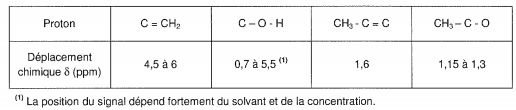 Proton C = CH₂ C – O - H CH₃ - C = C CH₃ – C - O
Déplacement
chimique δ (ppm) 4,5 à 6 0,7 à 5,5 ⁽¹⁾ 1,6 1,15 à 1,3
⁽¹⁾ La position du signal dépend fortement du solvant et de la concentration.